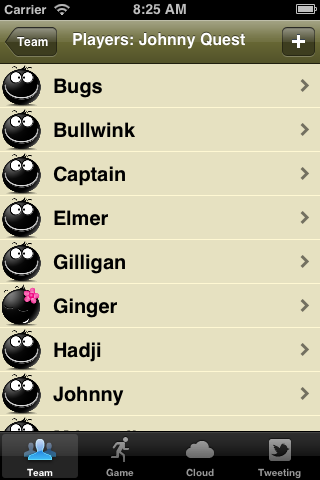 Carrier 8:25 AM
Team Players: Johnny Quest +
Bugs
Bullwink
Captain
Elmer
Gilligan
Ginger
Hadji
Johnny
Team Game Cloud Tweeting